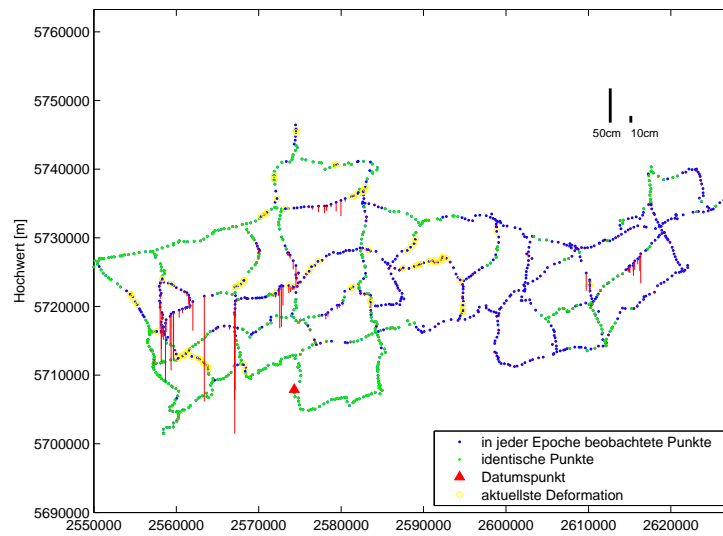 5760000
5750000
50cm 10cm
5740000
5730000
Hochwert [m]
5720000
5710000
5700000
in jeder Epoche beobachtete Punkte
identische Punkte
Datumspunkt
aktuellste Deformation
5690000
2550000 2560000 2570000 2580000 2590000 2600000 2610000 2620000